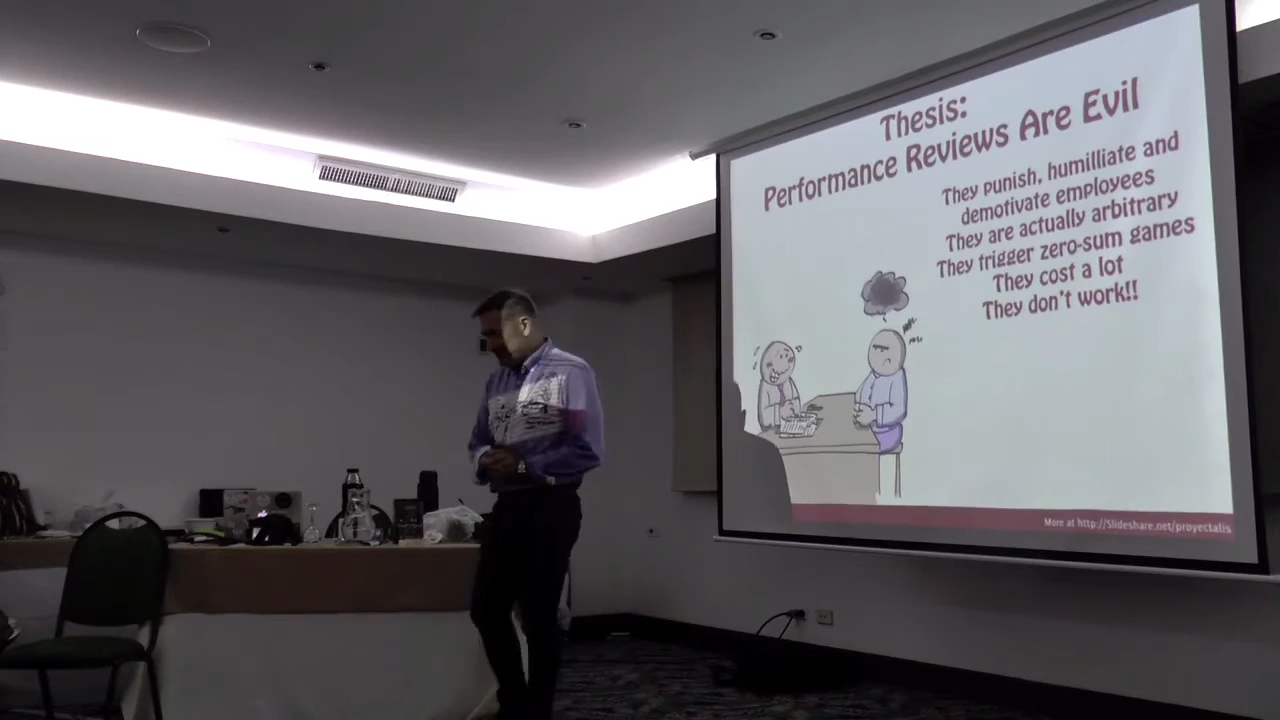 Thesis:
Performance Reviews Are Evil
They punish, humilliate and
demotivate employees
They are actually arbitrary
They trigger zero-sum games
They cost a lot
They don't work!!
More at http://Slideshare.net/proyectalis